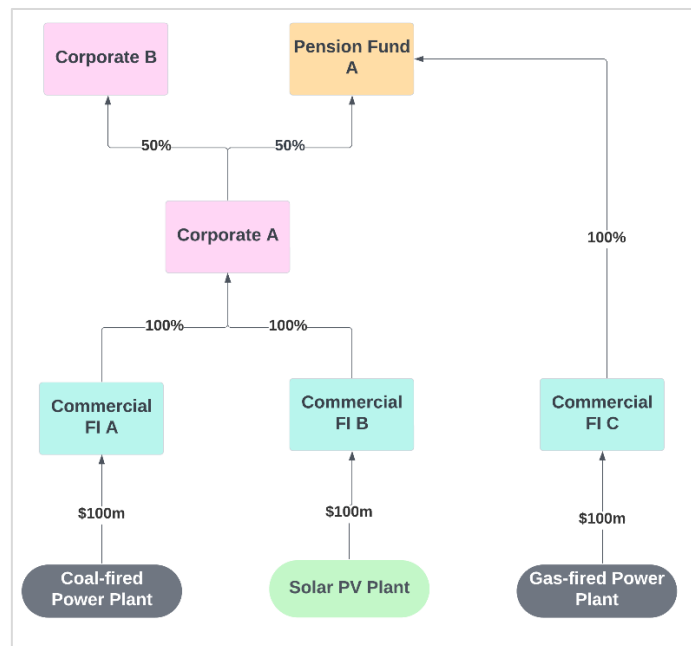 Corporate B
Pension Fund
A
50%
50%
Corporate A
100%
100%
100%
Commercial
FI A
Commercial
FI B
Commercial
FI C
$100m
$100m
$100m
Coal-fired
Power Plant
Solar PV Plant
Gas-fired Power
Plant